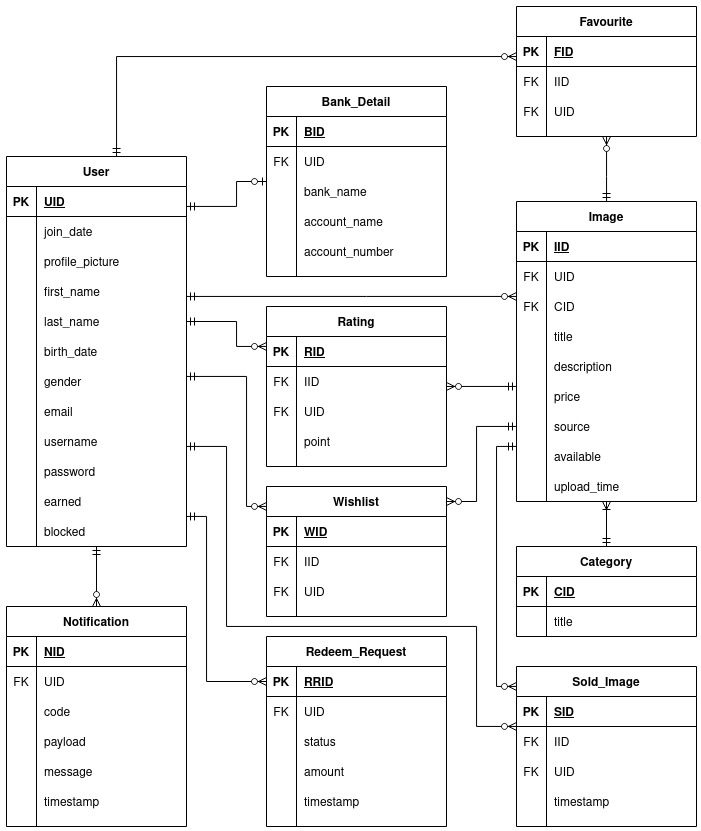 Favourite
PK FID
FK IID
FK UID
Bank_Detail
PK BID
FK UID
bank_name
account_name
account_number
User
PK UID
join_date
profile_picture
first_name
last_name
birth_date
gender
email
username
password
earned
blocked
Image
PK IID
FK UID
FK CID
title
description
price
source
available
upload_time
Rating
PK RID
FK IID
FK UID
point
Wishlist
PK WID
FK IID
FK UID
Category
PK CID
title
Notification
PK NID
FK UID
code
payload
message
timestamp
Redeem_Request
PK RRID
FK UID
status
amount
timestamp
Sold_Image
PK SID
FK IID
FK UID
timestamp